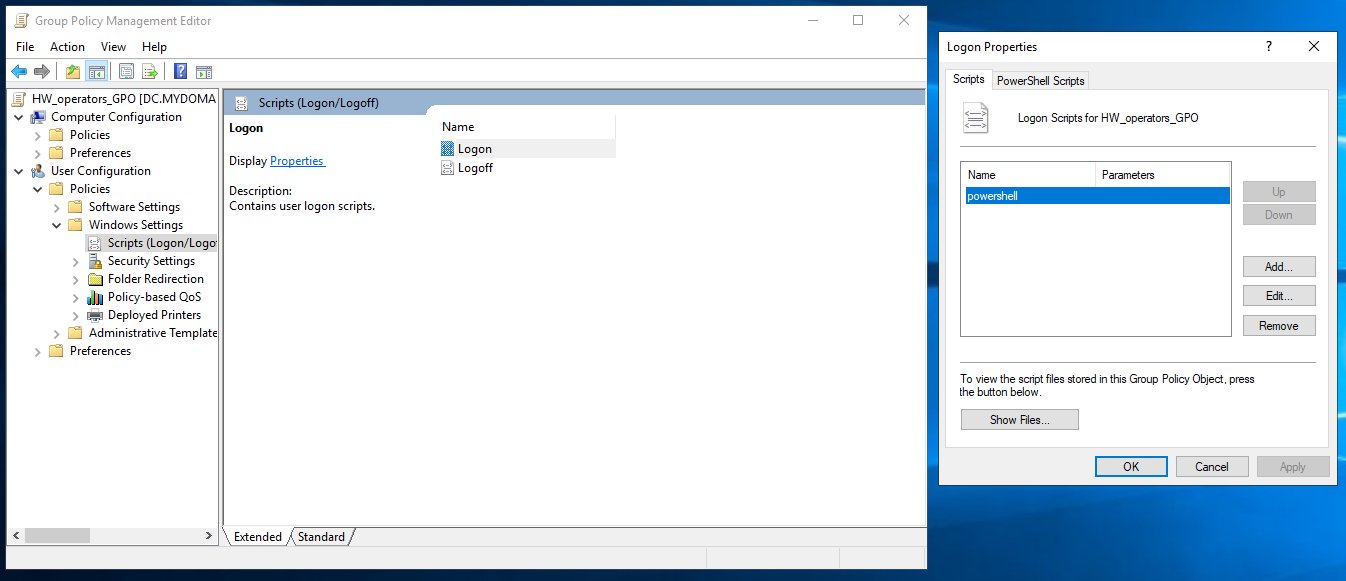 Group Policy Management Editor
File Action View Help
HW_operators_GPO [DC.MYDOMA
Computer Configuration
Policies
Preferences
User Configuration
Policies
Software Settings
Windows Settings
Scripts (Logon/Logof
Security Settings
Folder Redirection
Policy-based QoS
Deployed Printers
Administrative Template
Preferences
Scripts (Logon/Logoff)
Logon
Display Properties
Description:
Contains user logon scripts.
Name
Logon
Logoff
Extended Standard
Logon Properties
?
Scripts PowerShell Scripts
Logon Scripts for HW_operators_GPO
Name Parameters
powershell
Up
Down
Add...
Edit...
Remove
To view the script files stored in this Group Policy Object, press
the button below.
Show Files...
OK Cancel Apply